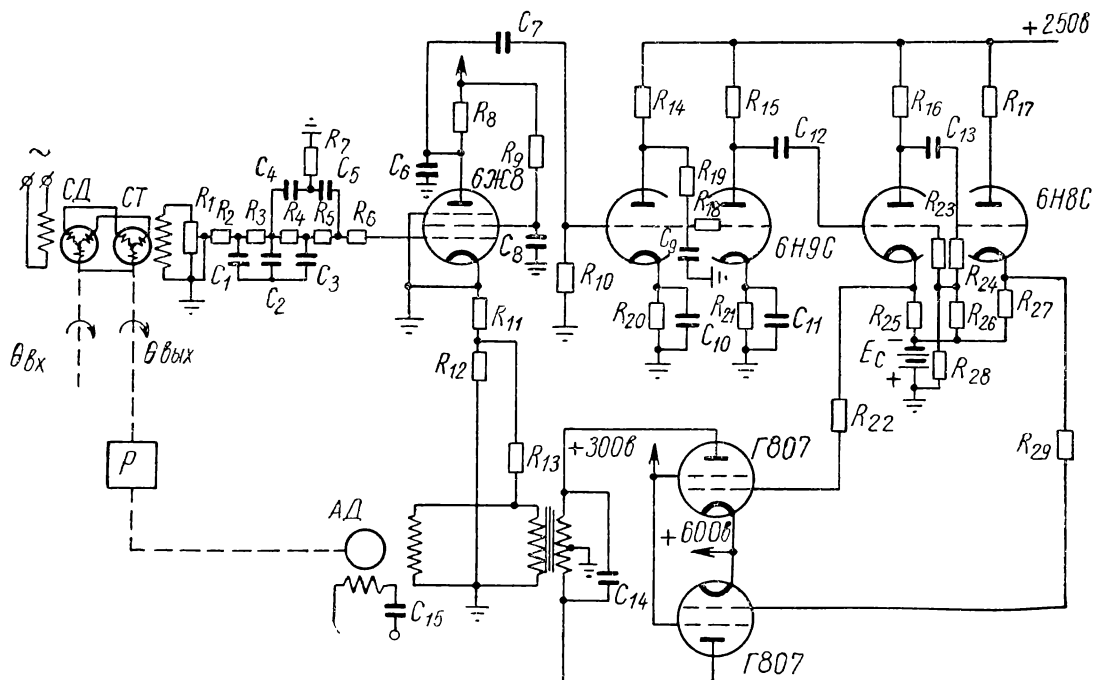 +250в
C7
R14
R15
R16
R17
R8
R7
C12
C13
C4
C5
C6
R9
6Ж8
R19
R18
R23
6Н8С
~
СД
СТ
R1
R2
R3
R4
R5
R6
C1
C2
C3
C8
C9
6Н9С
R10
R24
R11
R20
C10
R21
C11
R25
R26
R27
Θвх
Θвых
R12
Ec
−
+
R28
R22
R29
Р
R13
+300в
Г807
АД
+600в
C14
C15
Г807